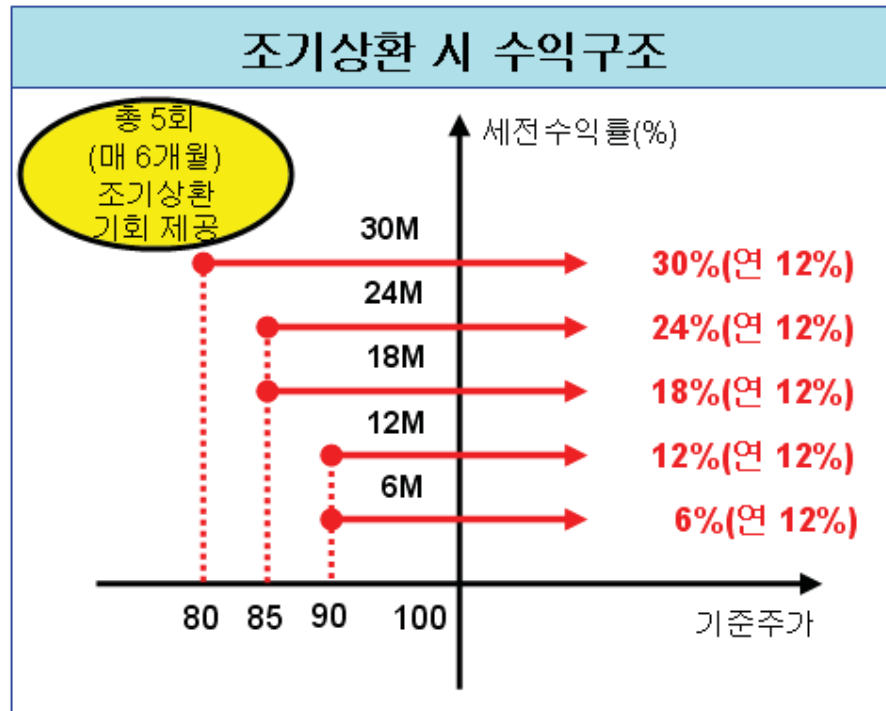 조기상환 시 수익구조
총 5회
(매 6개월)
조기상환
기회 제공
세전수익률(%)
30M
30%(연 12%)
24M
24%(연 12%)
18M
18%(연 12%)
12M
12%(연 12%)
6M
6%(연 12%)
80 85 90 100
기준주가